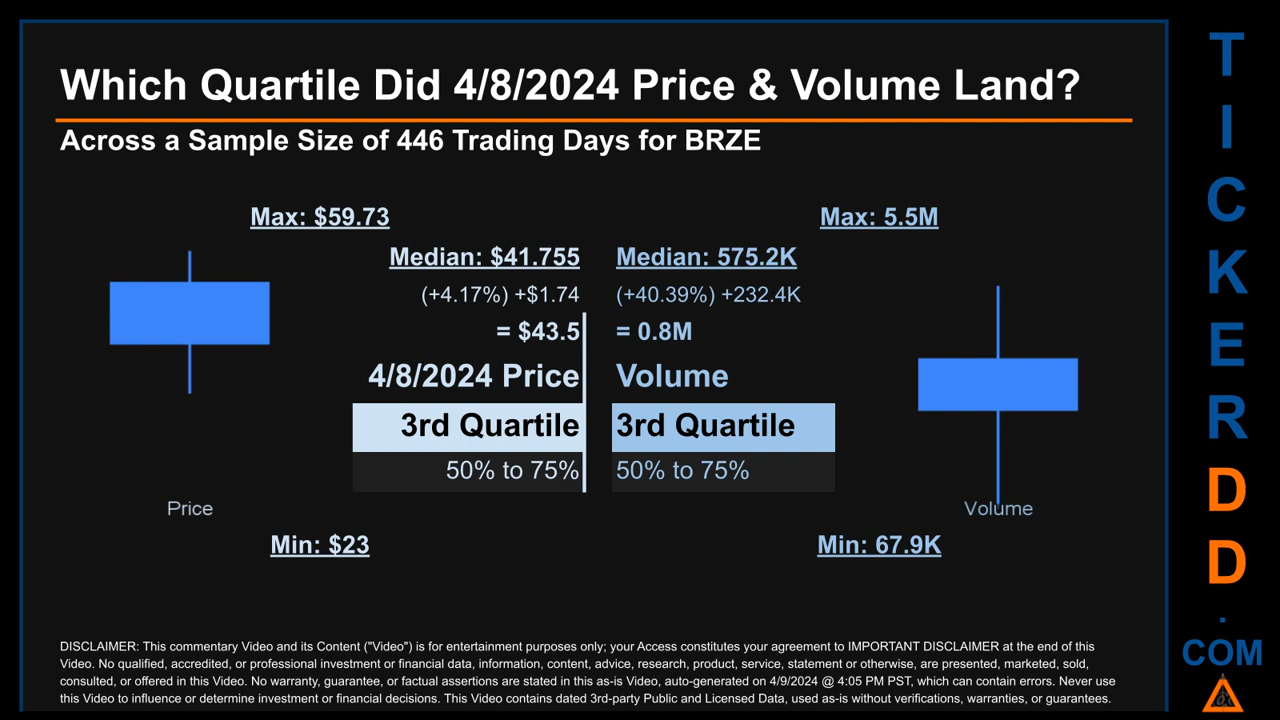 Which Quartile Did 4/8/2024 Price & Volume Land?
Across a Sample Size of 446 Trading Days for BRZE
Max: $59.73
Max: 5.5M
Median: $41.755
Median: 575.2K
(+4.17%) +$1.74
(+40.39%) +232.4K
= $43.5
= 0.8M
4/8/2024 Price
Volume
3rd Quartile
3rd Quartile
50% to 75%
50% to 75%
Price
Volume
Min: $23
Min: 67.9K
DISCLAIMER: This commentary Video and its Content ("Video") is for entertainment purposes only; your Access constitutes your agreement to IMPORTANT DISCLAIMER at the end of this
Video. No qualified, accredited, or professional investment or financial data, information, content, advice, research, product, service, statement or otherwise, are presented, marketed, sold,
consulted, or offered in this Video. No warranty, guarantee, or factual assertions are stated in this as-is Video, auto-generated on 4/9/2024 @ 4:05 PM PST, which can contain errors. Never use
this Video to influence or determine investment or financial decisions. This Video contains dated 3rd-party Public and Licensed Data, used as-is without verifications, warranties, or guarantees.
T
I
C
K
E
R
D
D
.
COM